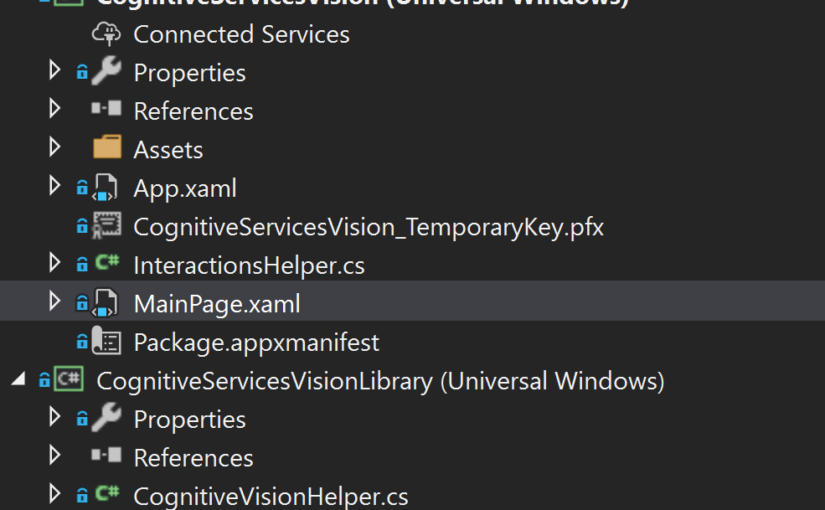 CognitiveServicesVision (Universal Windows)
Connected Services
Properties
References
Assets
App.xaml
CognitiveServicesVision_TemporaryKey.pfx
C# InteractionsHelper.cs
MainPage.xaml
Package.appxmanifest
C# CognitiveServicesVisionLibrary (Universal Windows)
Properties
References
C# CognitiveVisionHelper.cs